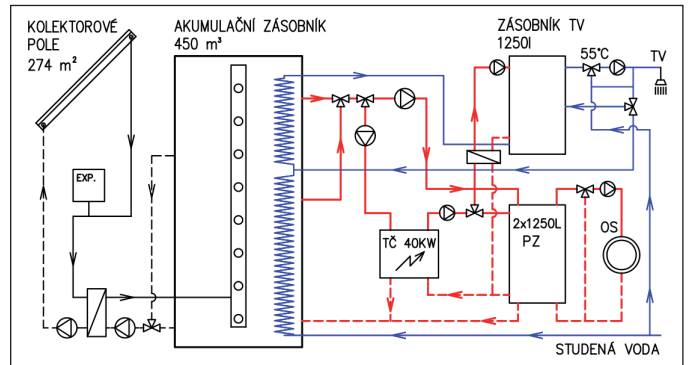 KOLEKTOROVÉ
POLE
274 m²
AKUMULAČNÍ ZÁSOBNÍK
450 m³
ZÁSOBNÍK TV
1250l
55°C
TV
EXP.
TČ 40KW
2x1250L
PZ
OS
STUDENÁ VODA